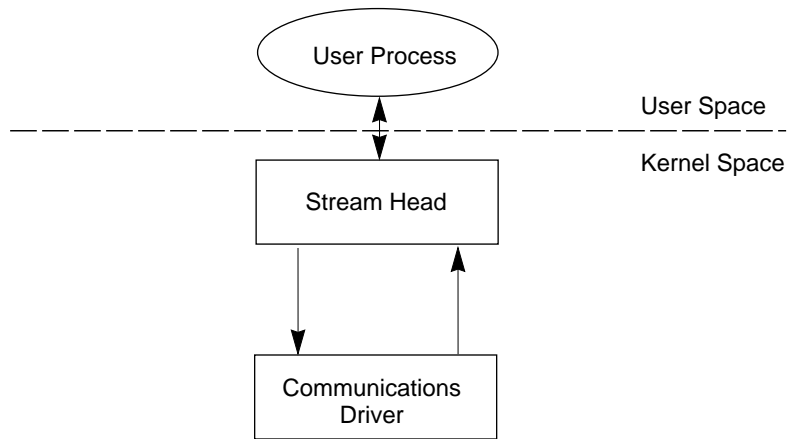 User Process
User Space
Kernel Space
Stream Head
Communications
Driver